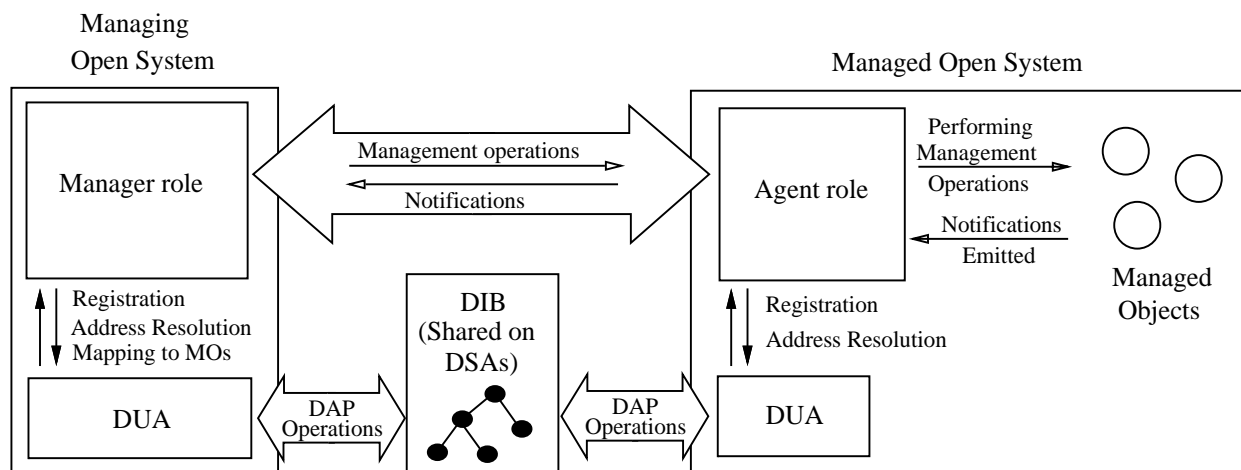 Managing
Open System
Managed Open System
Manager role
Management operations
Notifications
Agent role
Performing
Management
Operations
Notifications
Emitted
Managed
Objects
Registration
Address Resolution
Mapping to MOs
DIB
(Shared on
DSAs)
Registration
Address Resolution
DUA
DAP
Operations
DAP
Operations
DUA